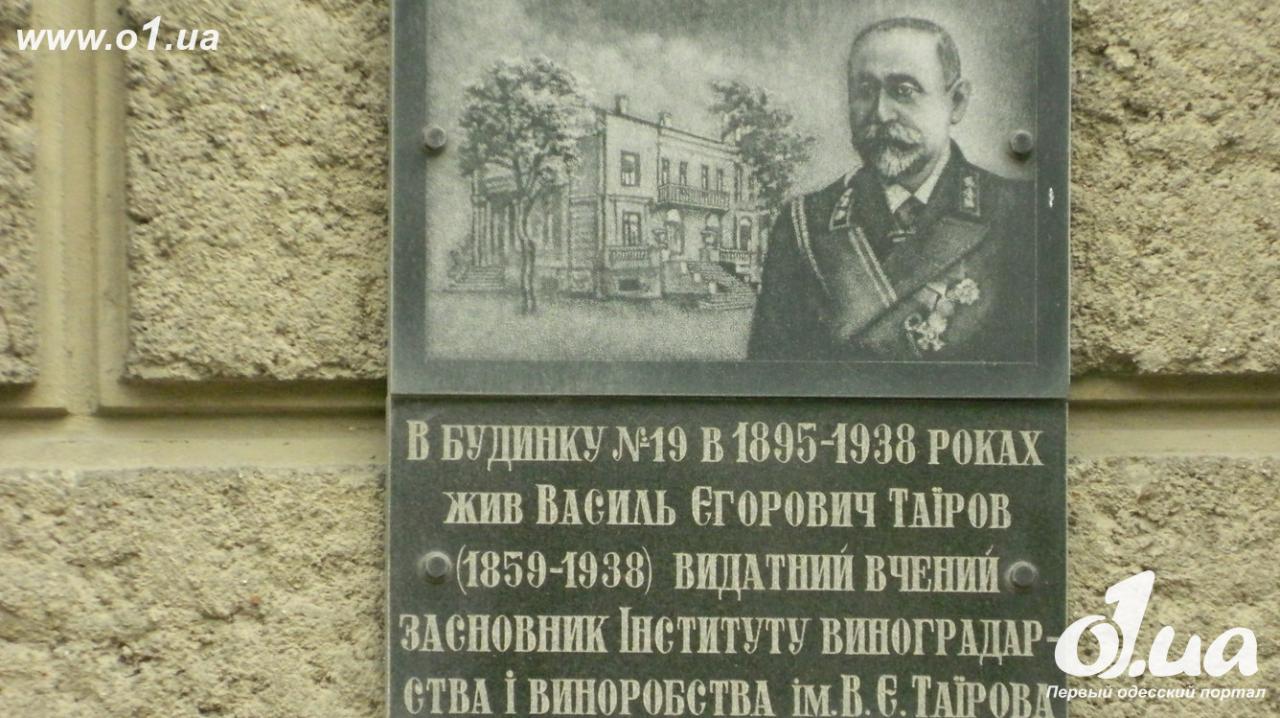 www.o1.ua
В БУДИНКУ №19 В 1895-1938 РОКАХ
ЖИВ ВАСИЛЬ ЄГОРОВИЧ ТАЇРОВ
(1859-1938) ВИДАТНИЙ ВЧЕНИЙ
ЗАСНОВНИК ІНСТИТУТУ ВИНОГРАДАР-
СТВА І ВИНОРОБСТВА ІМ. В. Є. ТАЇРОВА
o1.ua
Первый одесский портал